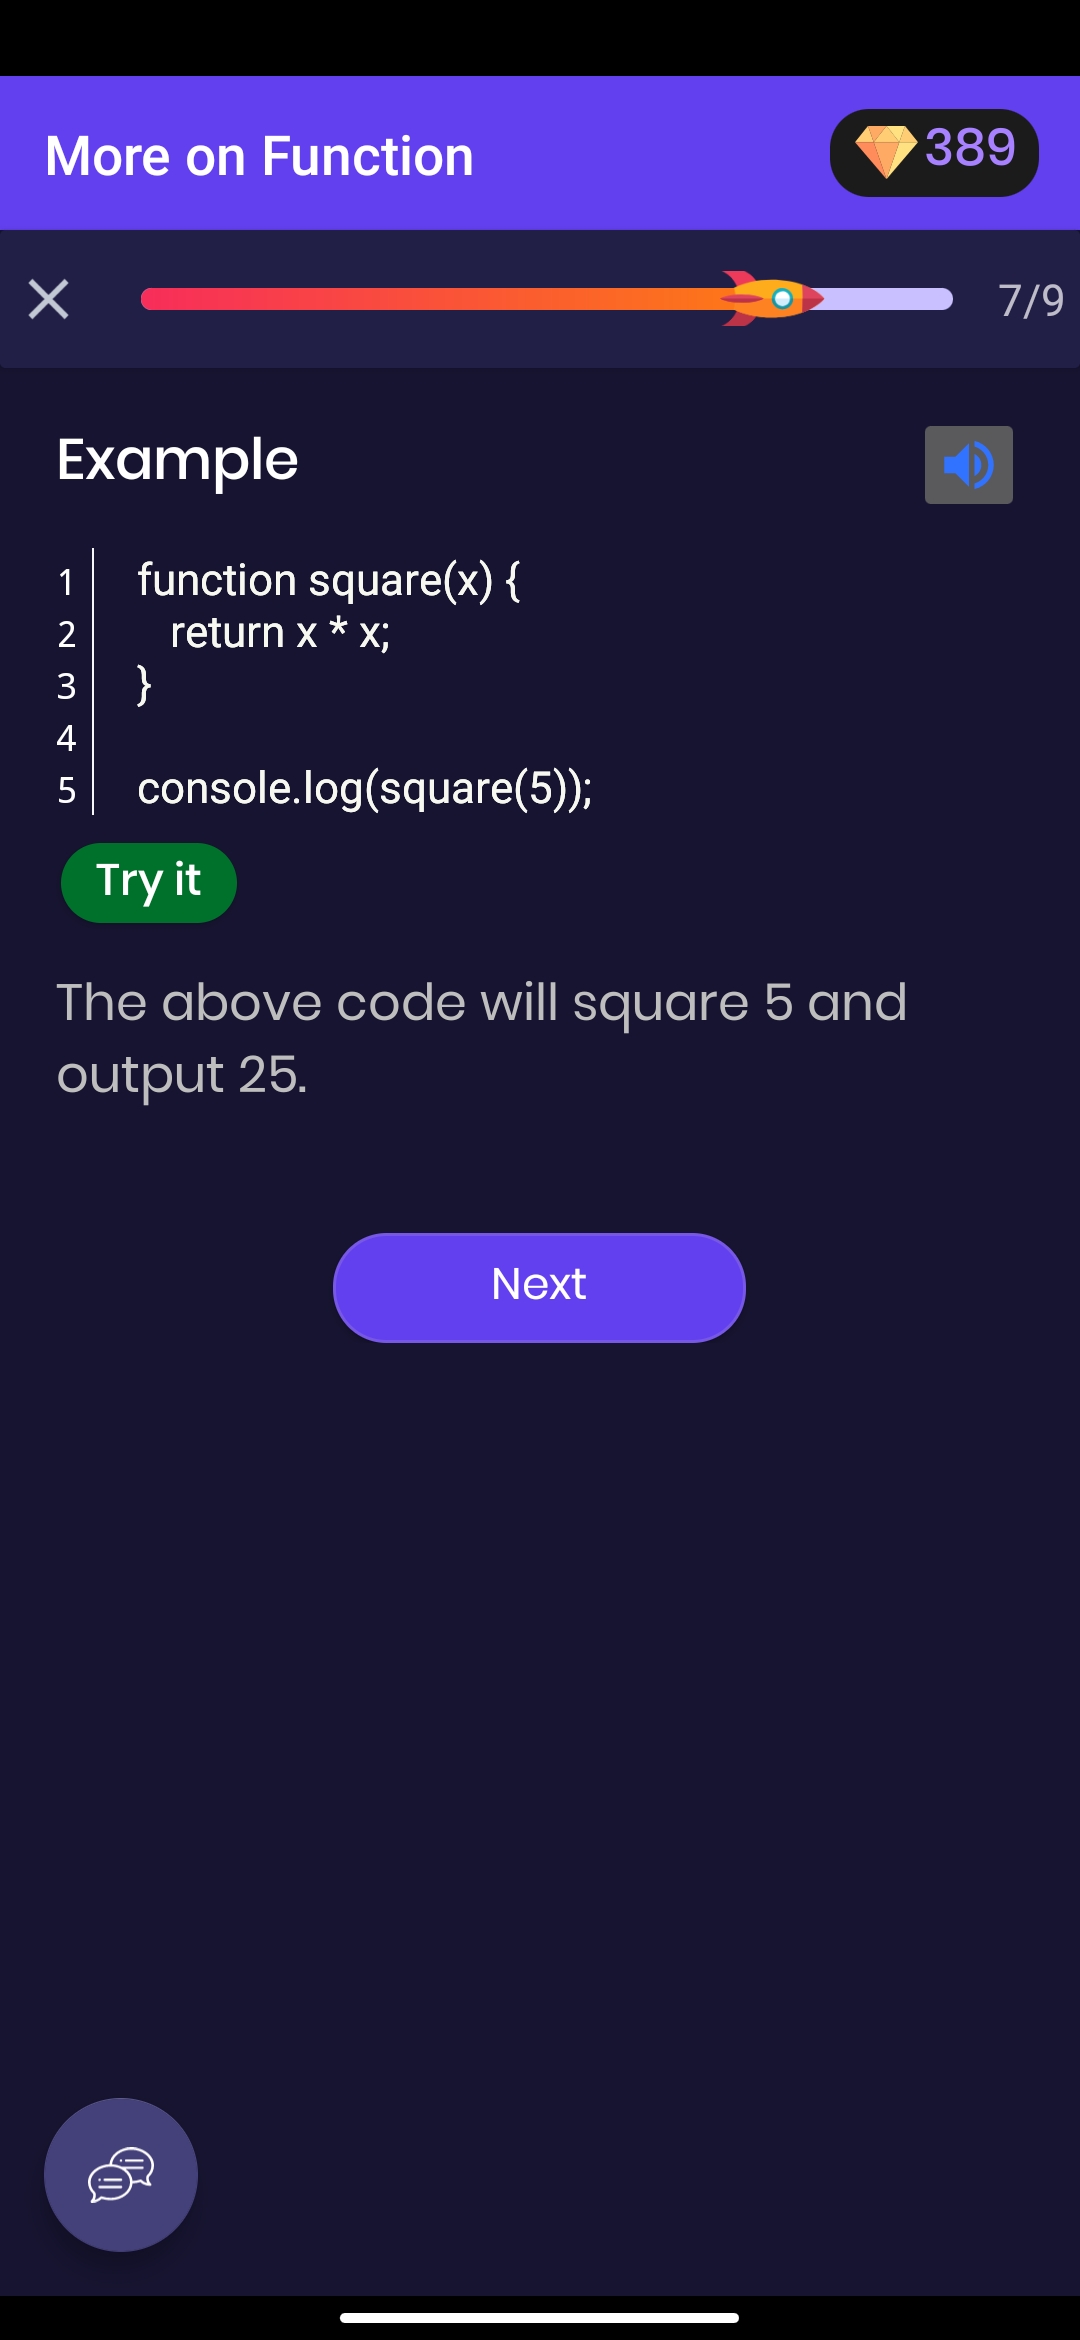 More on Function
389
7/9
Example
1 function square(x) {
2 return x * x;
3 }
4
5 console.log(square(5));
Try it
The above code will square 5 and
output 25.
Next